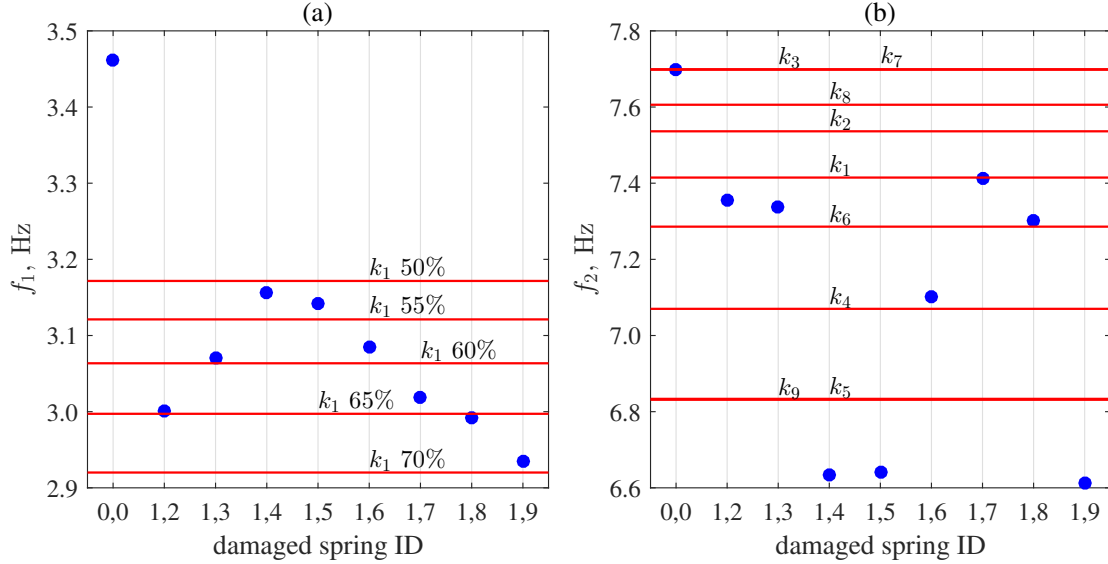 (a)
3.5
3.4
3.3
3.2
3.1
3.0
2.9
f₁, Hz
k₁ 50%
k₁ 55%
k₁ 60%
k₁ 65%
k₁ 70%
0,0 1,2 1,3 1,4 1,5 1,6 1,7 1,8 1,9
damaged spring ID
(b)
7.8
7.6
7.4
7.2
7.0
6.8
6.6
f₂, Hz
k₃ k₇
k₈
k₂
k₁
k₆
k₄
k₉ k₅
0,0 1,2 1,3 1,4 1,5 1,6 1,7 1,8 1,9
damaged spring ID